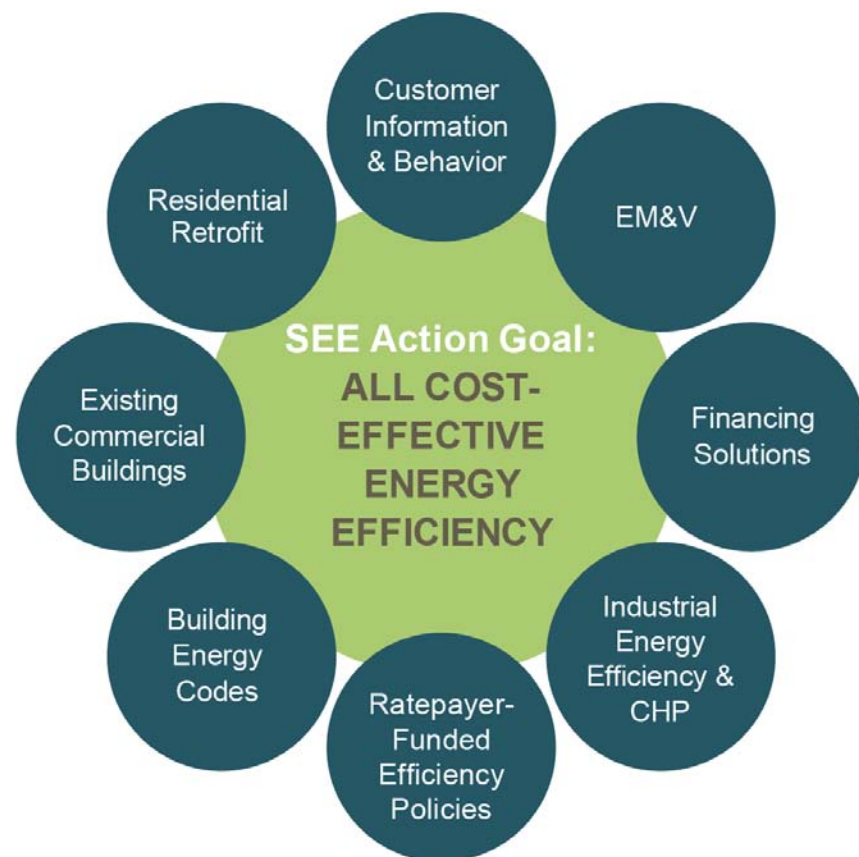 Customer
Information
& Behavior
EM&V
Financing
Solutions
Industrial
Energy
Efficiency &
CHP
Ratepayer-
Funded
Efficiency
Policies
Building
Energy
Codes
Existing
Commercial
Buildings
Residential
Retrofit
SEE Action Goal:
ALL COST-
EFFECTIVE
ENERGY
EFFICIENCY